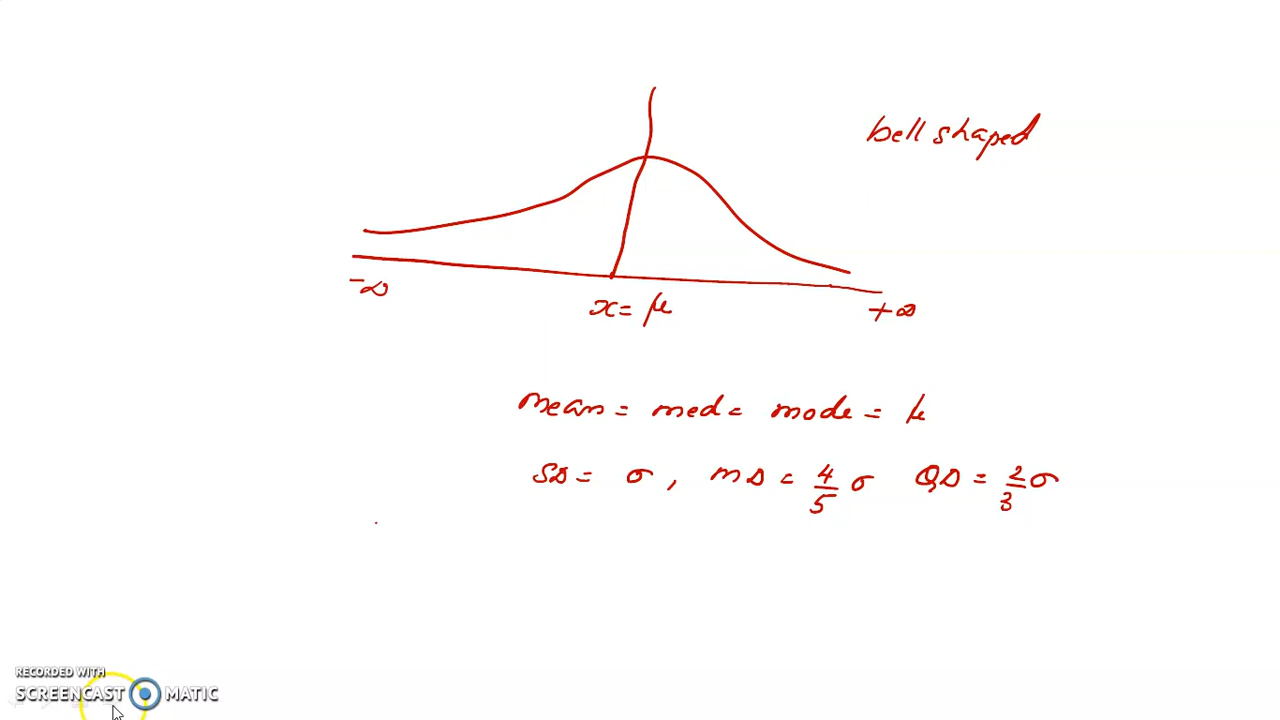 bell shaped
-∞
x = μ
+∞
mean = med = mode = μ
SD = σ, MD = 4/5 σ QD = 2/3 σ
RECORDED WITH
SCREENCAST MATIC